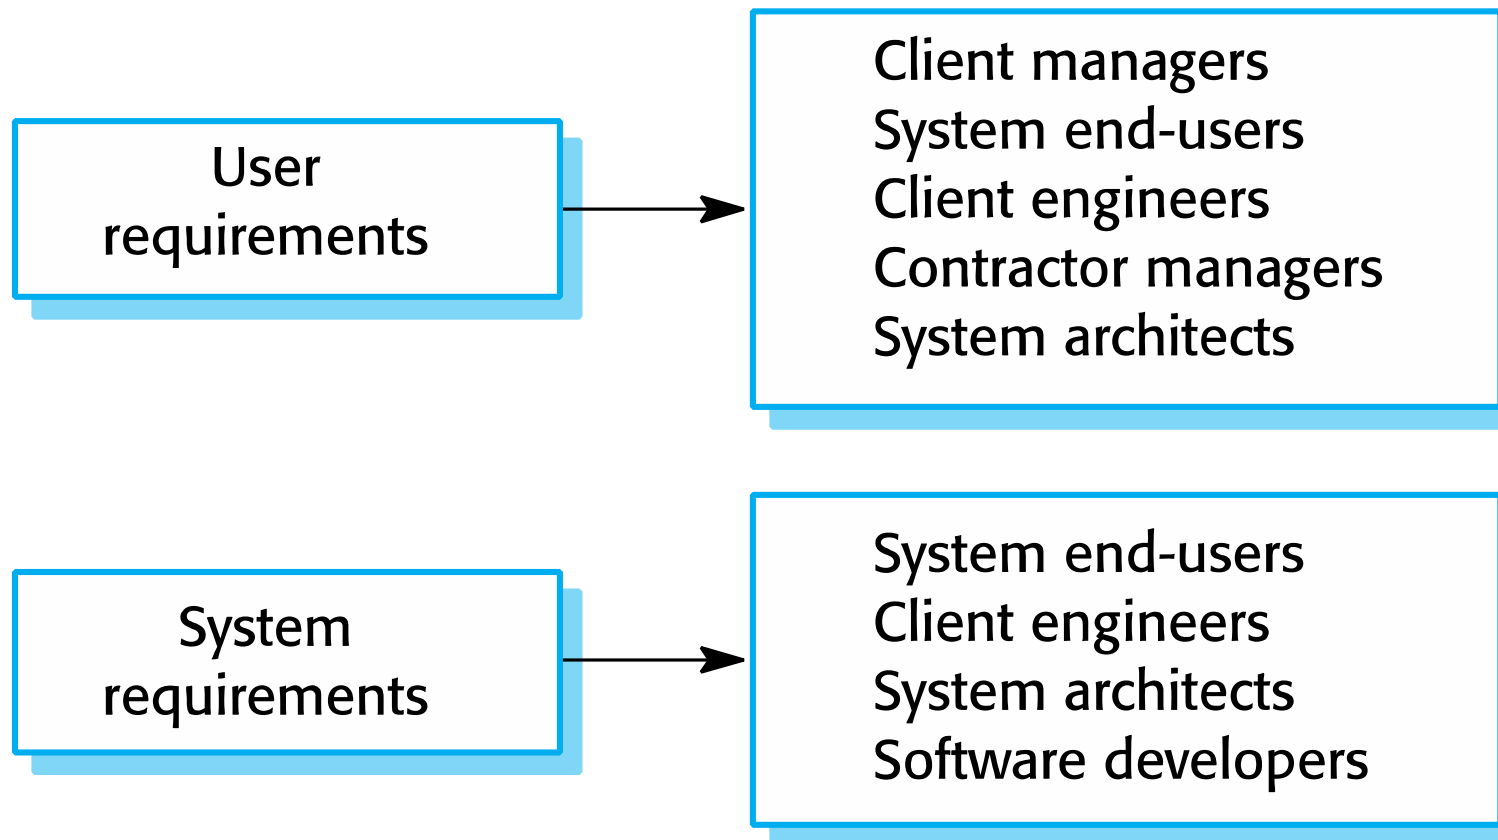 User
requirements
Client managers
System end-users
Client engineers
Contractor managers
System architects
System
requirements
System end-users
Client engineers
System architects
Software developers